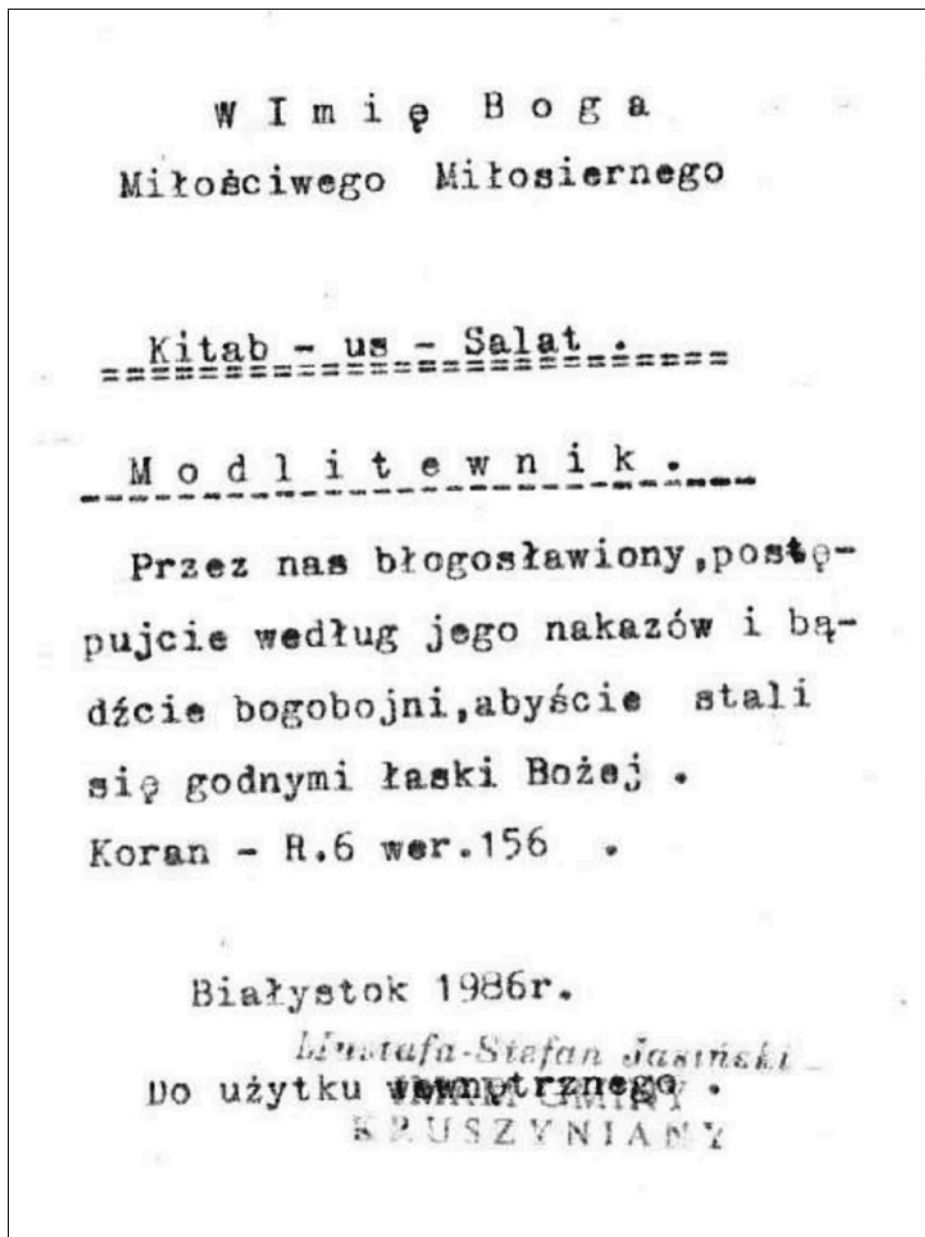 W Imię Boga
Miłościwego Miłosiernego
Kitab - us - Salat .
Modlitewnik.
Przez nas błogosławiony,postę-
pujcie według jego nakazów i bą-
dźcie bogobojni,abyście stali
się godnymi łaski Bożej .
Koran - R.6 wer.156 .
Białystok 1986r.
Mustafa-Stefan Jasiński
Do użytku wewnętrznego .
IMAM GMINY
KRUSZYNIANY